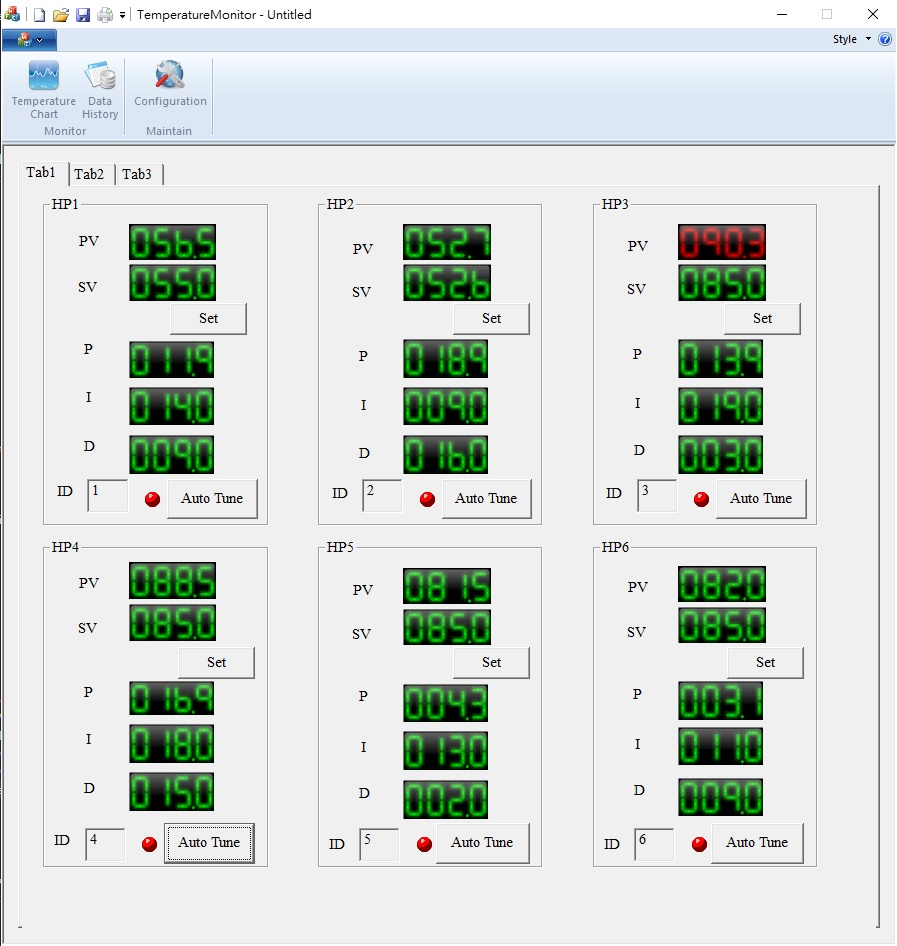 TemperatureMonitor - Untitled
Style
Temperature Chart
Data History
Configuration
Monitor
Maintain
Tab1 Tab2 Tab3
HP1
PV 056.5
SV 055.0
Set
P 011.9
I 014.0
D 009.0
ID 1 Auto Tune
HP2
PV 052.7
SV 052.6
Set
P 018.9
I 009.0
D 016.0
ID 2 Auto Tune
HP3
PV 090.3
SV 085.0
Set
P 013.9
I 019.0
D 003.0
ID 3 Auto Tune
HP4
PV 088.5
SV 085.0
Set
P 016.9
I 018.0
D 015.0
ID 4 Auto Tune
HP5
PV 081.5
SV 085.0
Set
P 004.3
I 013.0
D 002.0
ID 5 Auto Tune
HP6
PV 082.0
SV 085.0
Set
P 003.1
I 011.0
D 009.0
ID 6 Auto Tune